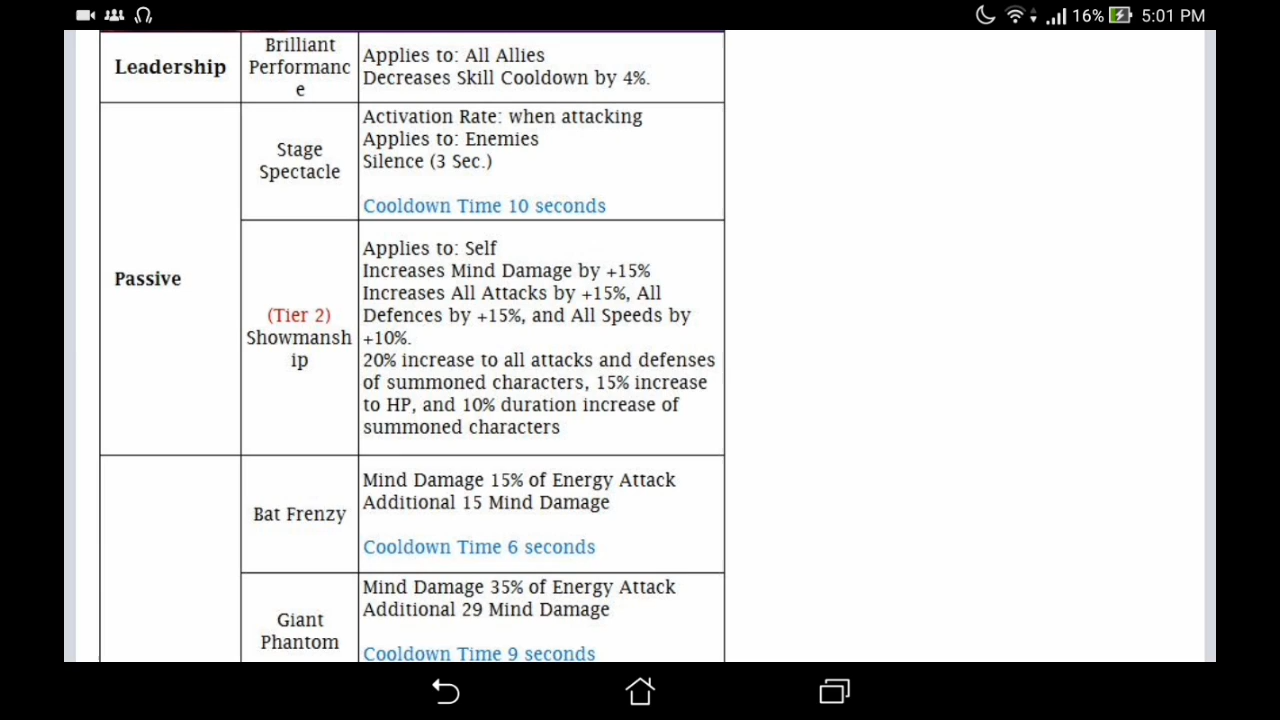 16% 5:01 PM
Leadership
Brilliant
Performanc
e
Applies to: All Allies
Decreases Skill Cooldown by 4%.
Passive
Stage
Spectacle
Activation Rate: when attacking
Applies to: Enemies
Silence (3 Sec.)
Cooldown Time 10 seconds
(Tier 2)
Showmansh
ip
Applies to: Self
Increases Mind Damage by +15%
Increases All Attacks by +15%, All
Defences by +15%, and All Speeds by
+10%.
20% increase to all attacks and defenses
of summoned characters, 15% increase
to HP, and 10% duration increase of
summoned characters
Bat Frenzy
Mind Damage 15% of Energy Attack
Additional 15 Mind Damage
Cooldown Time 6 seconds
Giant
Phantom
Mind Damage 35% of Energy Attack
Additional 29 Mind Damage
Cooldown Time 9 seconds